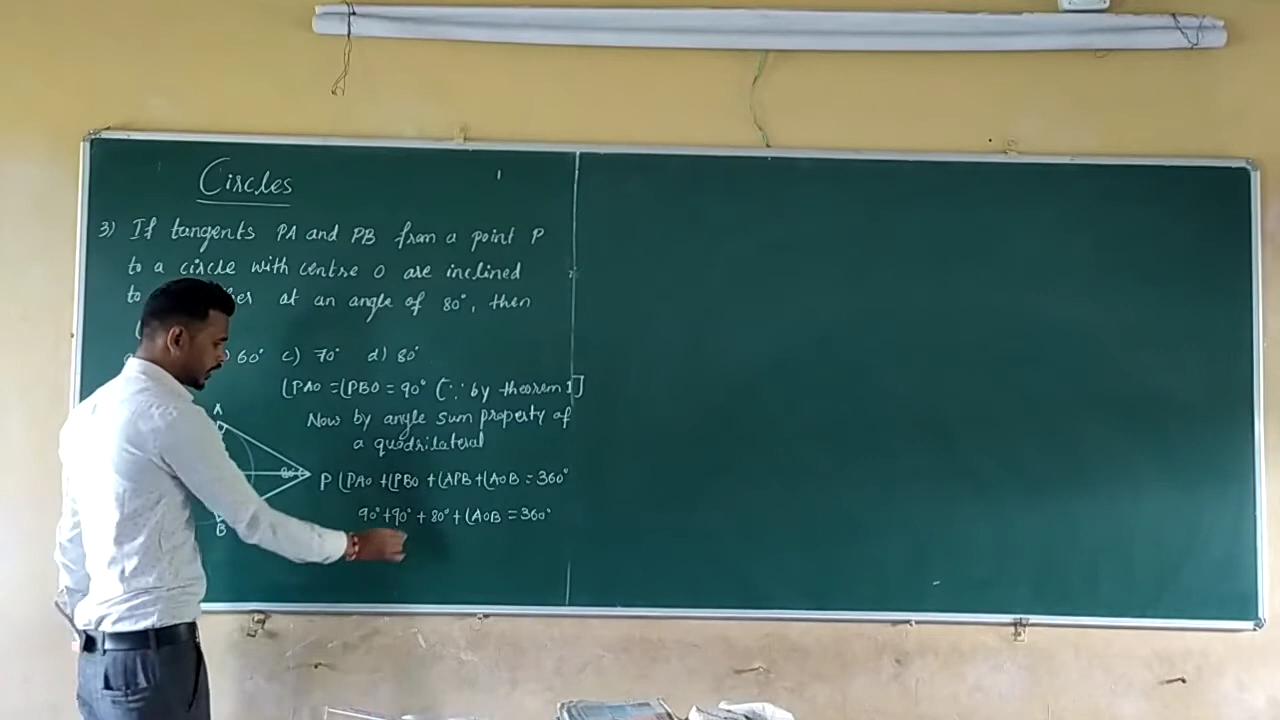 Circles
3) If tangents PA and PB from a point P
to a circle with centre O are inclined
to at an angle of 80°, then
60° c) 70° d) 80°
∠PAO = ∠PBO = 90° [∵ by theorem 1]
Now by angle sum property of
a quadrilateral
A
80°
P
B
∠PAO + ∠PBO + ∠APB + ∠AOB = 360°
90° + 90° + 80° + ∠AOB = 360°